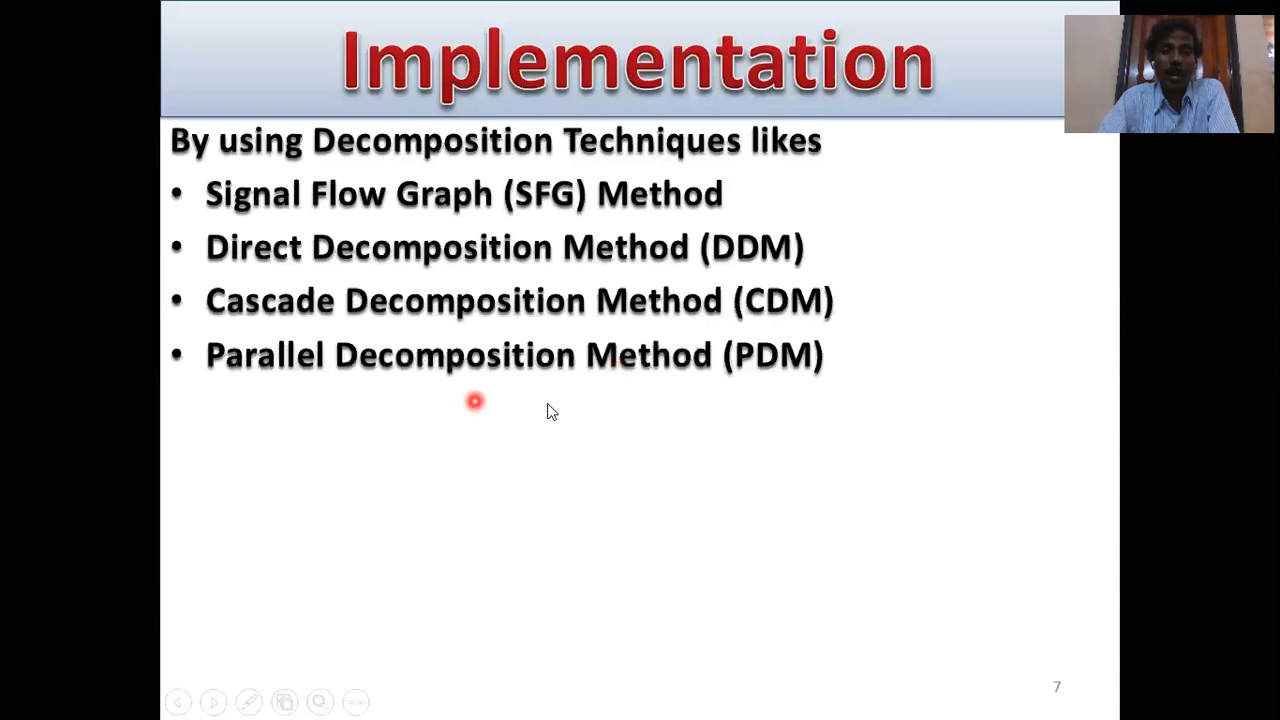 Implementation
By using Decomposition Techniques likes
• Signal Flow Graph (SFG) Method
• Direct Decomposition Method (DDM)
• Cascade Decomposition Method (CDM)
• Parallel Decomposition Method (PDM)
7